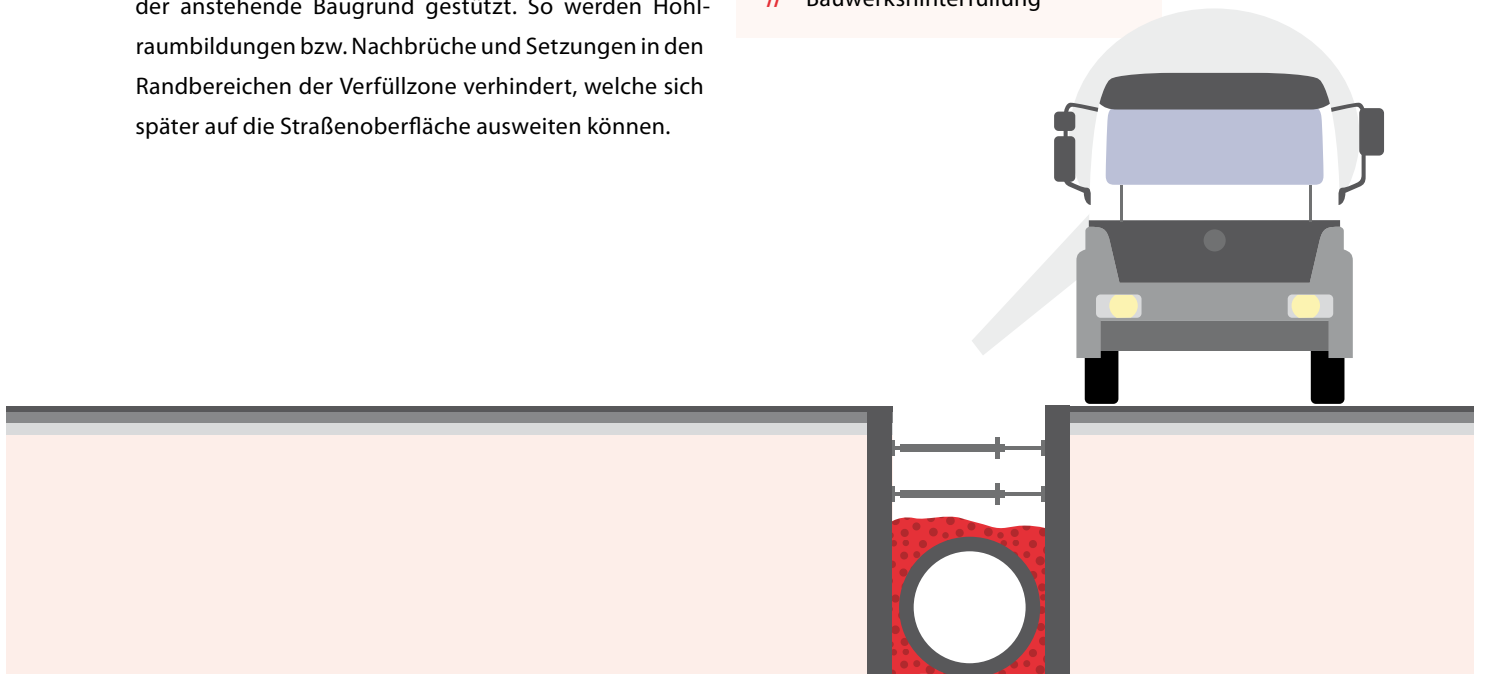 der anstehende Baugrund gestützt. So werden Hohl-
raumbildungen bzw. Nachbrüche und Setzungen in den
Randbereichen der Verfüllzone verhindert, welche sich
später auf die Straßenoberfläche ausweiten können.
// Bauwerkshinterfüllung